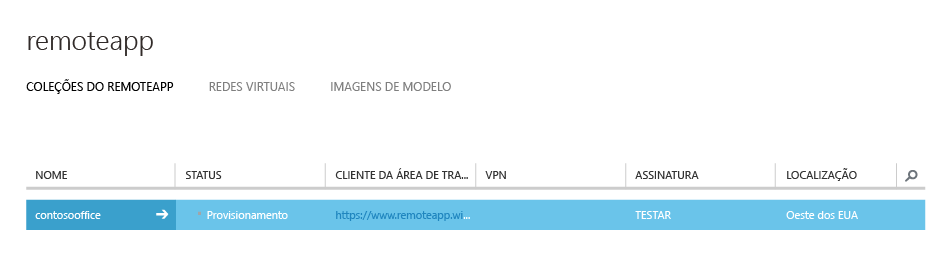 remoteapp
COLEÇÕES DO REMOTEAPP REDES VIRTUAIS IMAGENS DE MODELO
NOME STATUS CLIENTE DA ÁREA DE TRA... VPN ASSINATURA LOCALIZAÇÃO
contosooffice Provisionamento https://www.remoteapp.wi... TESTAR Oeste dos EUA